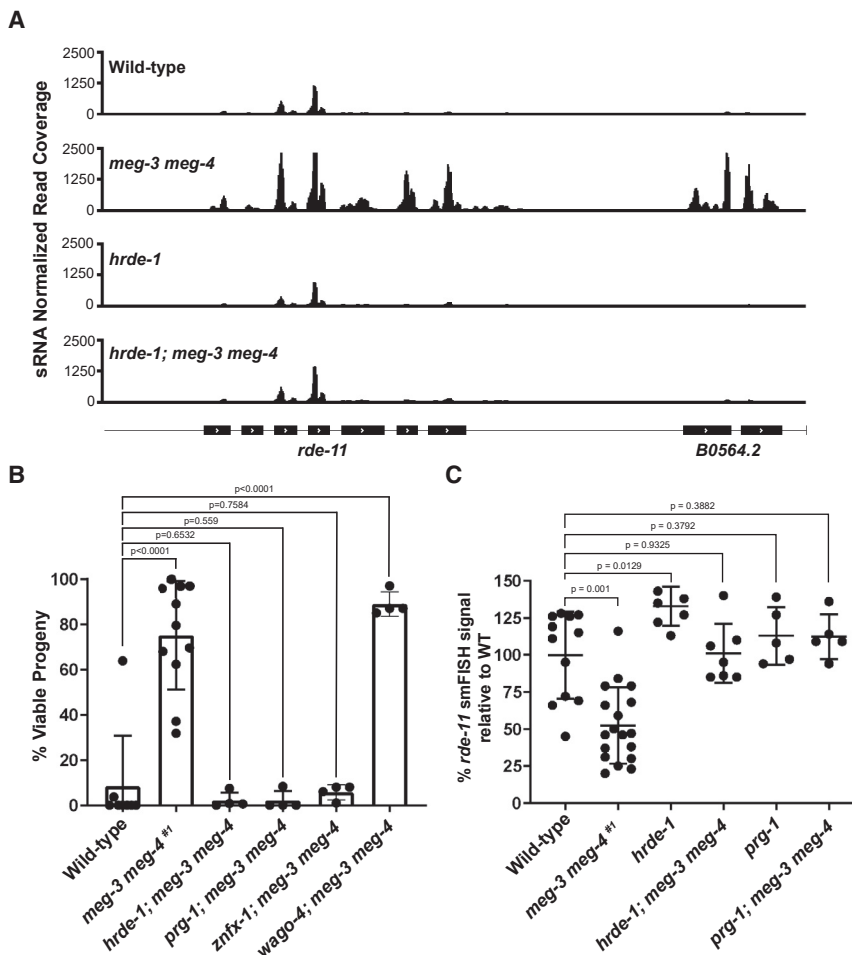 A
sRNA Normalized Read Coverage
2500
1250
0
Wild-type
2500
1250
0
meg-3 meg-4
2500
1250
0
hrde-1
2500
1250
0
hrde-1; meg-3 meg-4
rde-11
B0564.2
B
p<0.0001
p=0.7584
p=0.559
p=0.6532
p<0.0001
% Viable Progeny
100
80
60
40
20
0
Wild-type
meg-3 meg-4 #1
hrde-1; meg-3 meg-4
prg-1; meg-3 meg-4
znfx-1; meg-3 meg-4
wago-4; meg-3 meg-4
C
p = 0.3882
p = 0.3792
p = 0.9325
p = 0.0129
p = 0.001
% rde-11 smFISH signal
relative to WT
150
125
100
75
50
25
0
Wild-type
meg-3 meg-4 #1
hrde-1
hrde-1; meg-3 meg-4
prg-1
prg-1; meg-3 meg-4